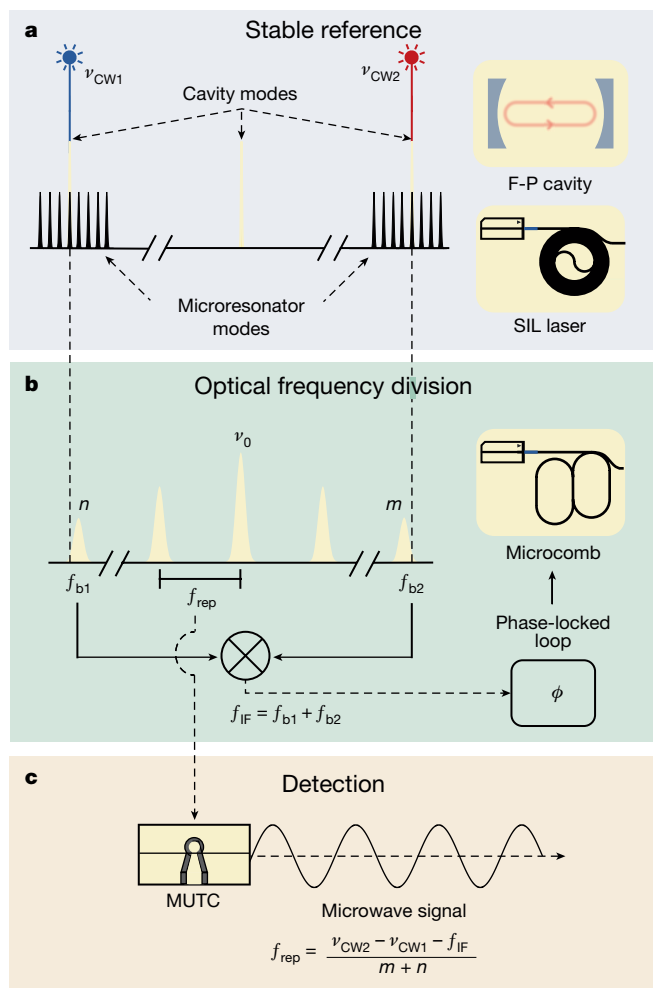 a
Stable reference
ν_CW1
ν_CW2
Cavity modes
F-P cavity
Microresonator
modes
SIL laser
b
Optical frequency division
ν_0
n
m
f_b1
f_rep
f_b2
Microcomb
Phase-locked
loop
ϕ
f_IF = f_b1 + f_b2
c
Detection
MUTC
Microwave signal
f_rep = (ν_CW2 − ν_CW1 − f_IF) / (m + n)